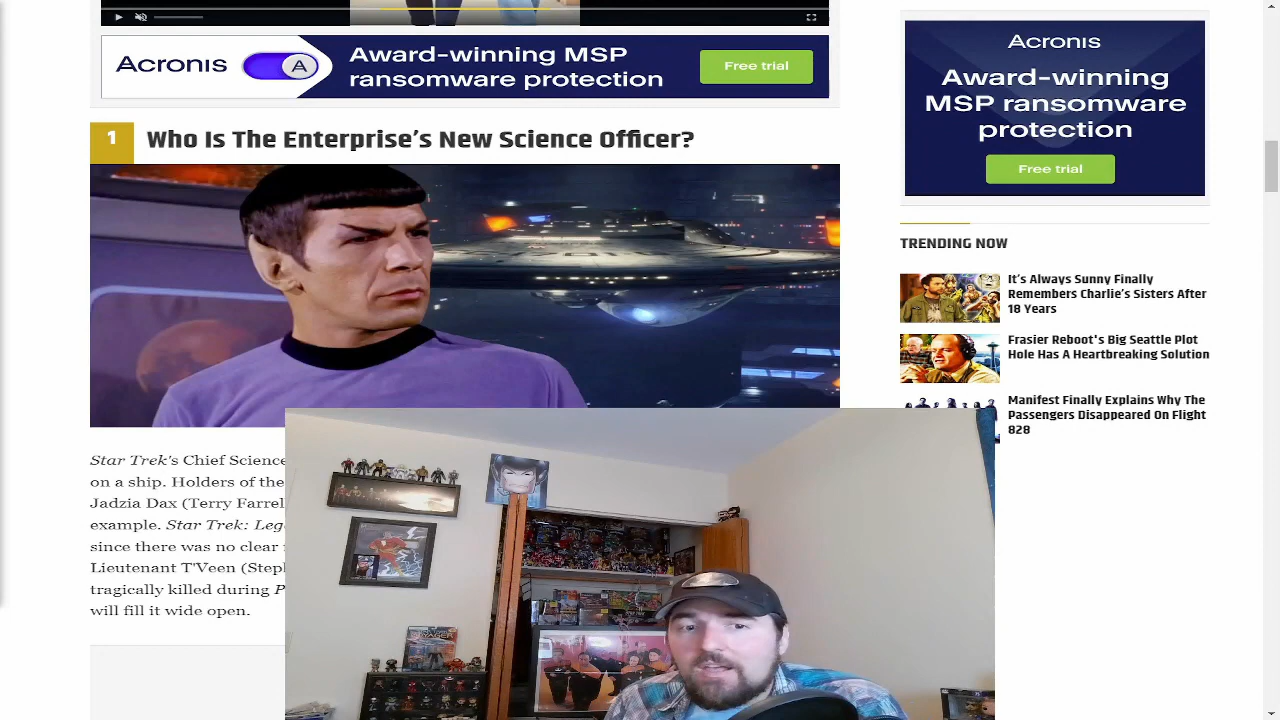 Acronis
A
Award-winning MSP
ransomware protection
Free trial
1
Who Is The Enterprise's New Science Officer?
Star Trek's Chief Science
on a ship. Holders of the
Jadzia Dax (Terry Farrel
example. Star Trek: Leg
since there was no clear
Lieutenant T'Veen (Step
tragically killed during P
will fill it wide open.
Acronis
Award-winning
MSP ransomware
protection
Free trial
TRENDING NOW
It's Always Sunny Finally
Remembers Charlie's Sisters After
18 Years
Frasier Reboot's Big Seattle Plot
Hole Has A Heartbreaking Solution
Manifest Finally Explains Why The
Passengers Disappeared On Flight
828
VOYAGER